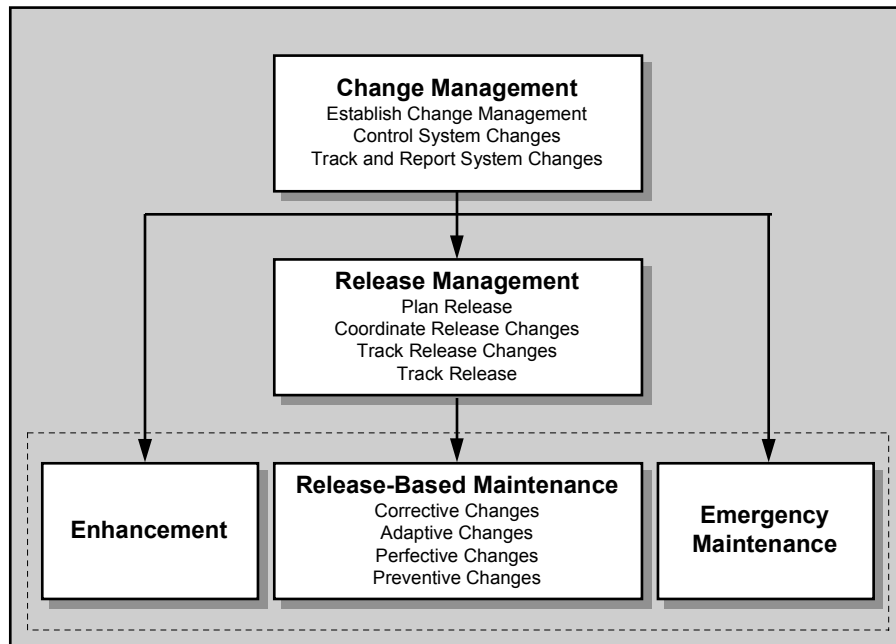 Change Management
Establish Change Management
Control System Changes
Track and Report System Changes
Release Management
Plan Release
Coordinate Release Changes
Track Release Changes
Track Release
Enhancement
Release-Based Maintenance
Corrective Changes
Adaptive Changes
Perfective Changes
Preventive Changes
Emergency
Maintenance